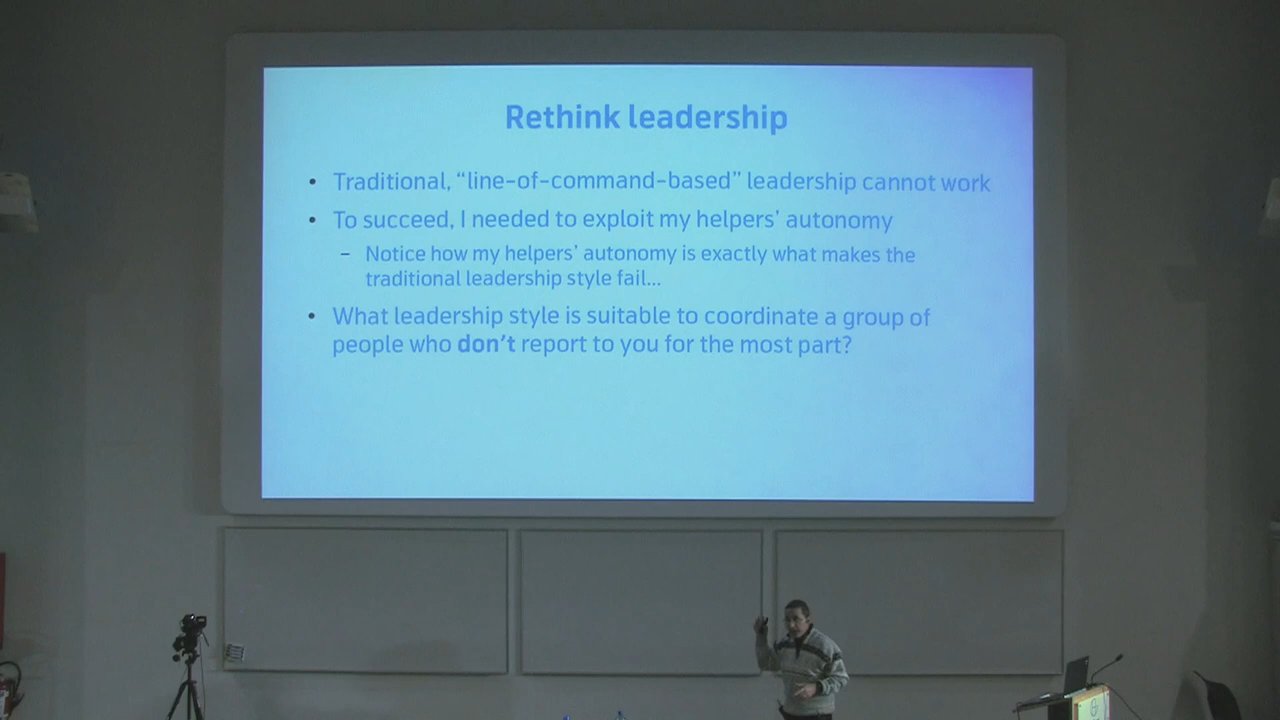 Rethink leadership
• Traditional, “line-of-command-based” leadership cannot work
• To succeed, I needed to exploit my helpers’ autonomy
– Notice how my helpers’ autonomy is exactly what makes the
traditional leadership style fail...
• What leadership style is suitable to coordinate a group of
people who don’t report to you for the most part?